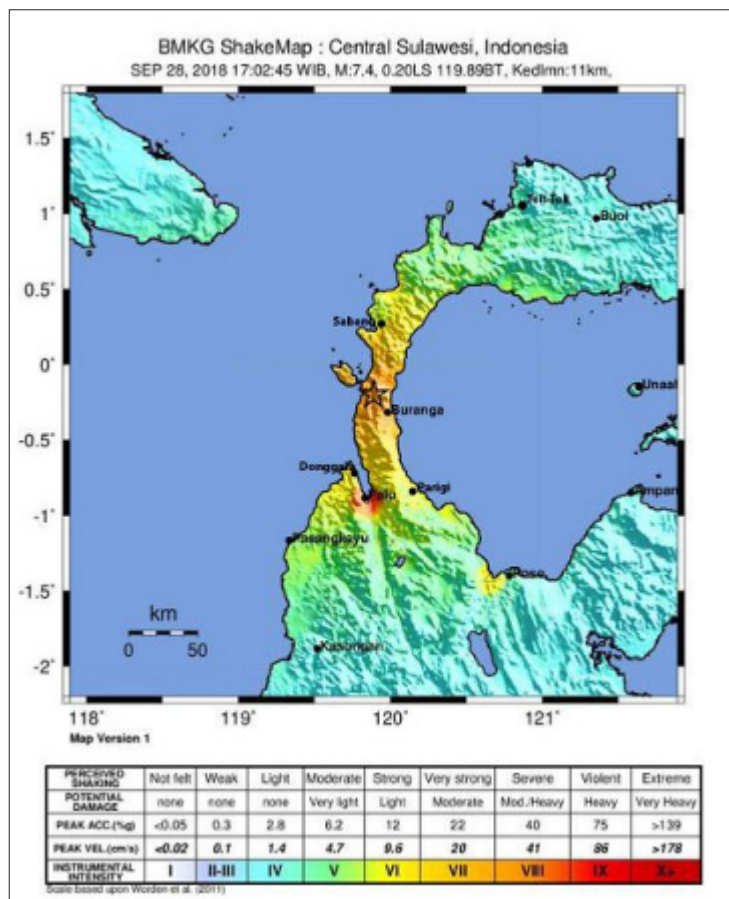 BMKG ShakeMap : Central Sulawesi, Indonesia
SEP 28, 2018 17:02:45 WIB, M:7.4, 0.20LS 119.89BT, Kedlmn:11km,
1.5°
1°
0.5°
0°
-0.5°
-1°
-1.5°
-2°
Toli-Toli
Buol
Sabang
Unaah
Buranga
Donggala
Palu
Parigi
Ampan
Pasangkayu
Poso
Kasongan
km
0 50
118° 119° 120° 121°
Map Version 1
PERCEIVED SHAKING Not felt Weak Light Moderate Strong Very strong Severe Violent Extreme
POTENTIAL DAMAGE none none none Very light Light Moderate Mod./Heavy Heavy Very Heavy
PEAK ACC.(%g) <0.05 0.3 2.8 6.2 12 22 40 75 >139
PEAK VEL.(cm/s) <0.02 0.1 1.4 4.7 9.6 20 41 86 >178
INSTRUMENTAL INTENSITY I II-III IV V VI VII VIII IX X+
Scale based upon Worden et al. (2011)